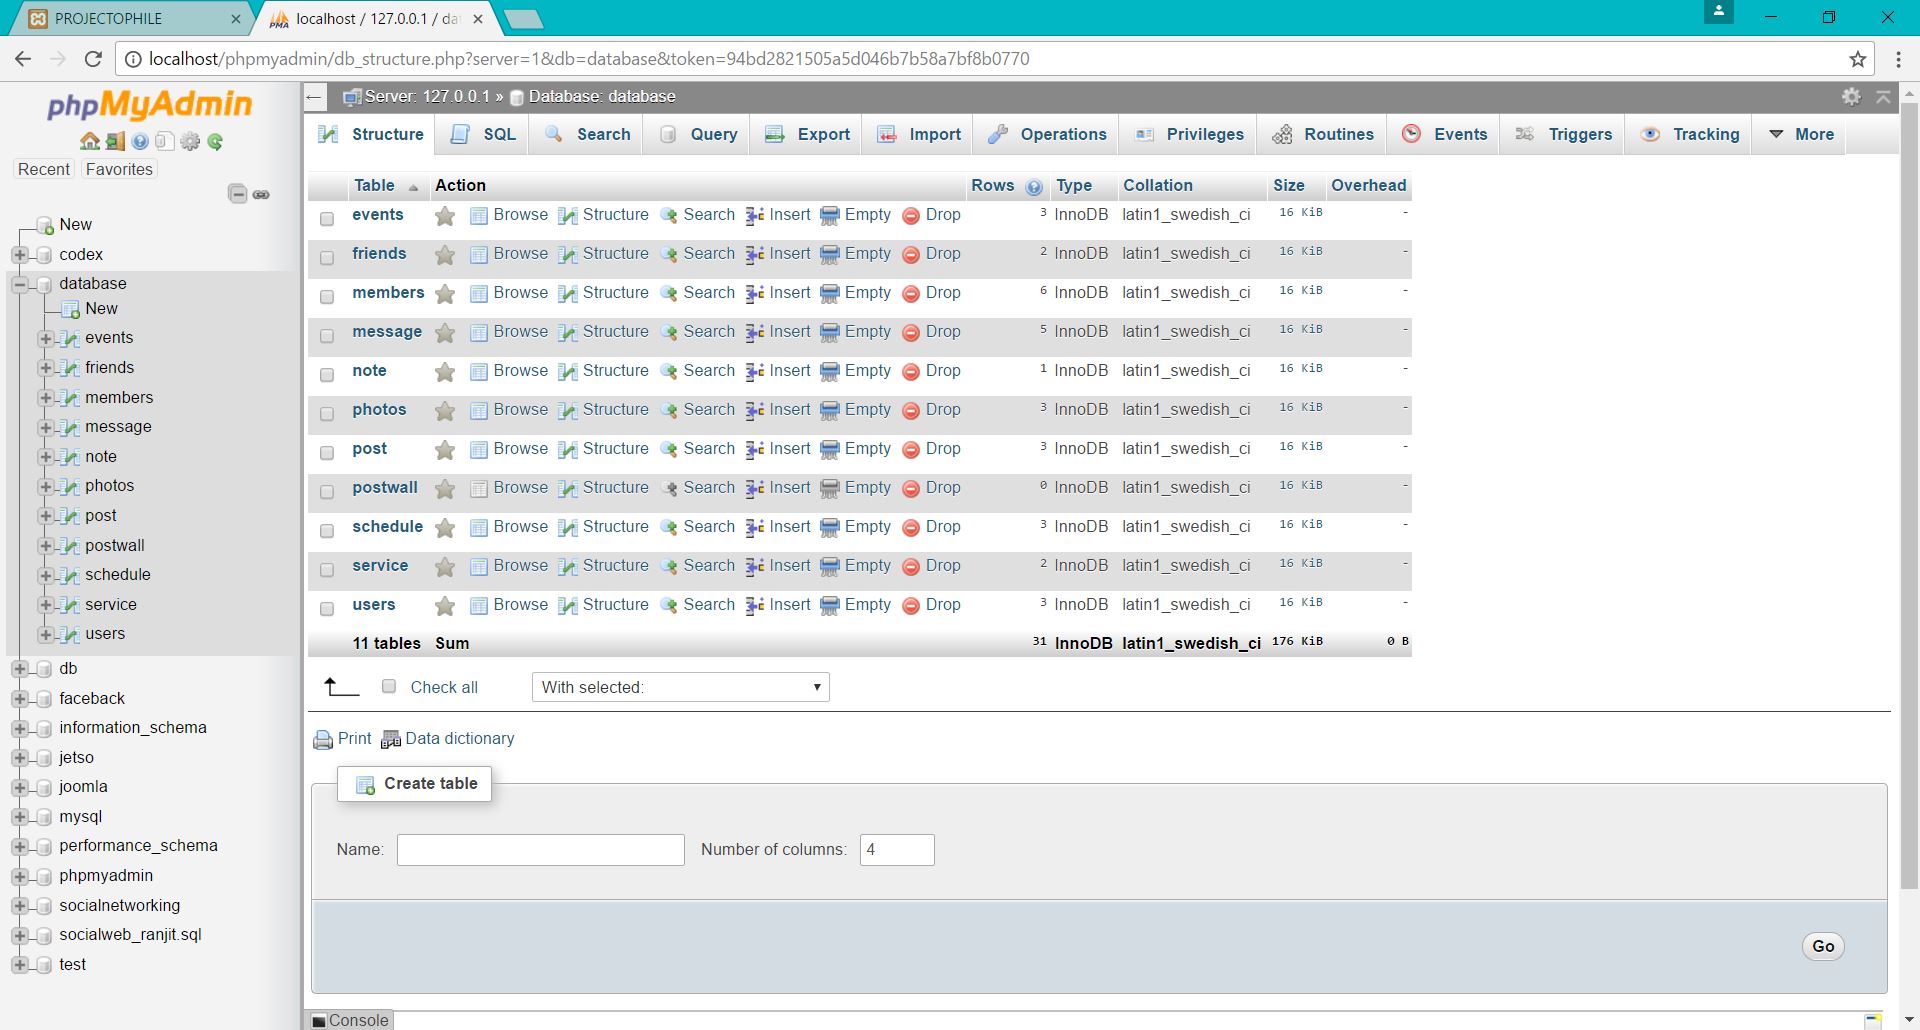 PROJECTOPHILE
localhost / 127.0.0.1 / da
localhost/phpmyadmin/db_structure.php?server=1&db=database&token=94bd2821505a5d046b7b58a7bf8b0770
phpMyAdmin
Recent Favorites
New
codex
database
New
events
friends
members
message
note
photos
post
postwall
schedule
service
users
db
faceback
information_schema
jetso
joomla
mysql
performance_schema
phpmyadmin
socialnetworking
socialweb_ranjit.sql
test
Server: 127.0.0.1 » Database: database
Structure SQL Search Query Export Import Operations Privileges Routines Events Triggers Tracking More
Table Action Rows Type Collation Size Overhead
events Browse Structure Search Insert Empty Drop 3 InnoDB latin1_swedish_ci 16 KiB -
friends Browse Structure Search Insert Empty Drop 2 InnoDB latin1_swedish_ci 16 KiB -
members Browse Structure Search Insert Empty Drop 6 InnoDB latin1_swedish_ci 16 KiB -
message Browse Structure Search Insert Empty Drop 5 InnoDB latin1_swedish_ci 16 KiB -
note Browse Structure Search Insert Empty Drop 1 InnoDB latin1_swedish_ci 16 KiB -
photos Browse Structure Search Insert Empty Drop 3 InnoDB latin1_swedish_ci 16 KiB -
post Browse Structure Search Insert Empty Drop 3 InnoDB latin1_swedish_ci 16 KiB -
postwall Browse Structure Search Insert Empty Drop 0 InnoDB latin1_swedish_ci 16 KiB -
schedule Browse Structure Search Insert Empty Drop 3 InnoDB latin1_swedish_ci 16 KiB -
service Browse Structure Search Insert Empty Drop 2 InnoDB latin1_swedish_ci 16 KiB -
users Browse Structure Search Insert Empty Drop 3 InnoDB latin1_swedish_ci 16 KiB -
11 tables Sum 31 InnoDB latin1_swedish_ci 176 KiB 0 B
Check all With selected:
Print Data dictionary
Create table
Name: Number of columns: 4
Go
Console